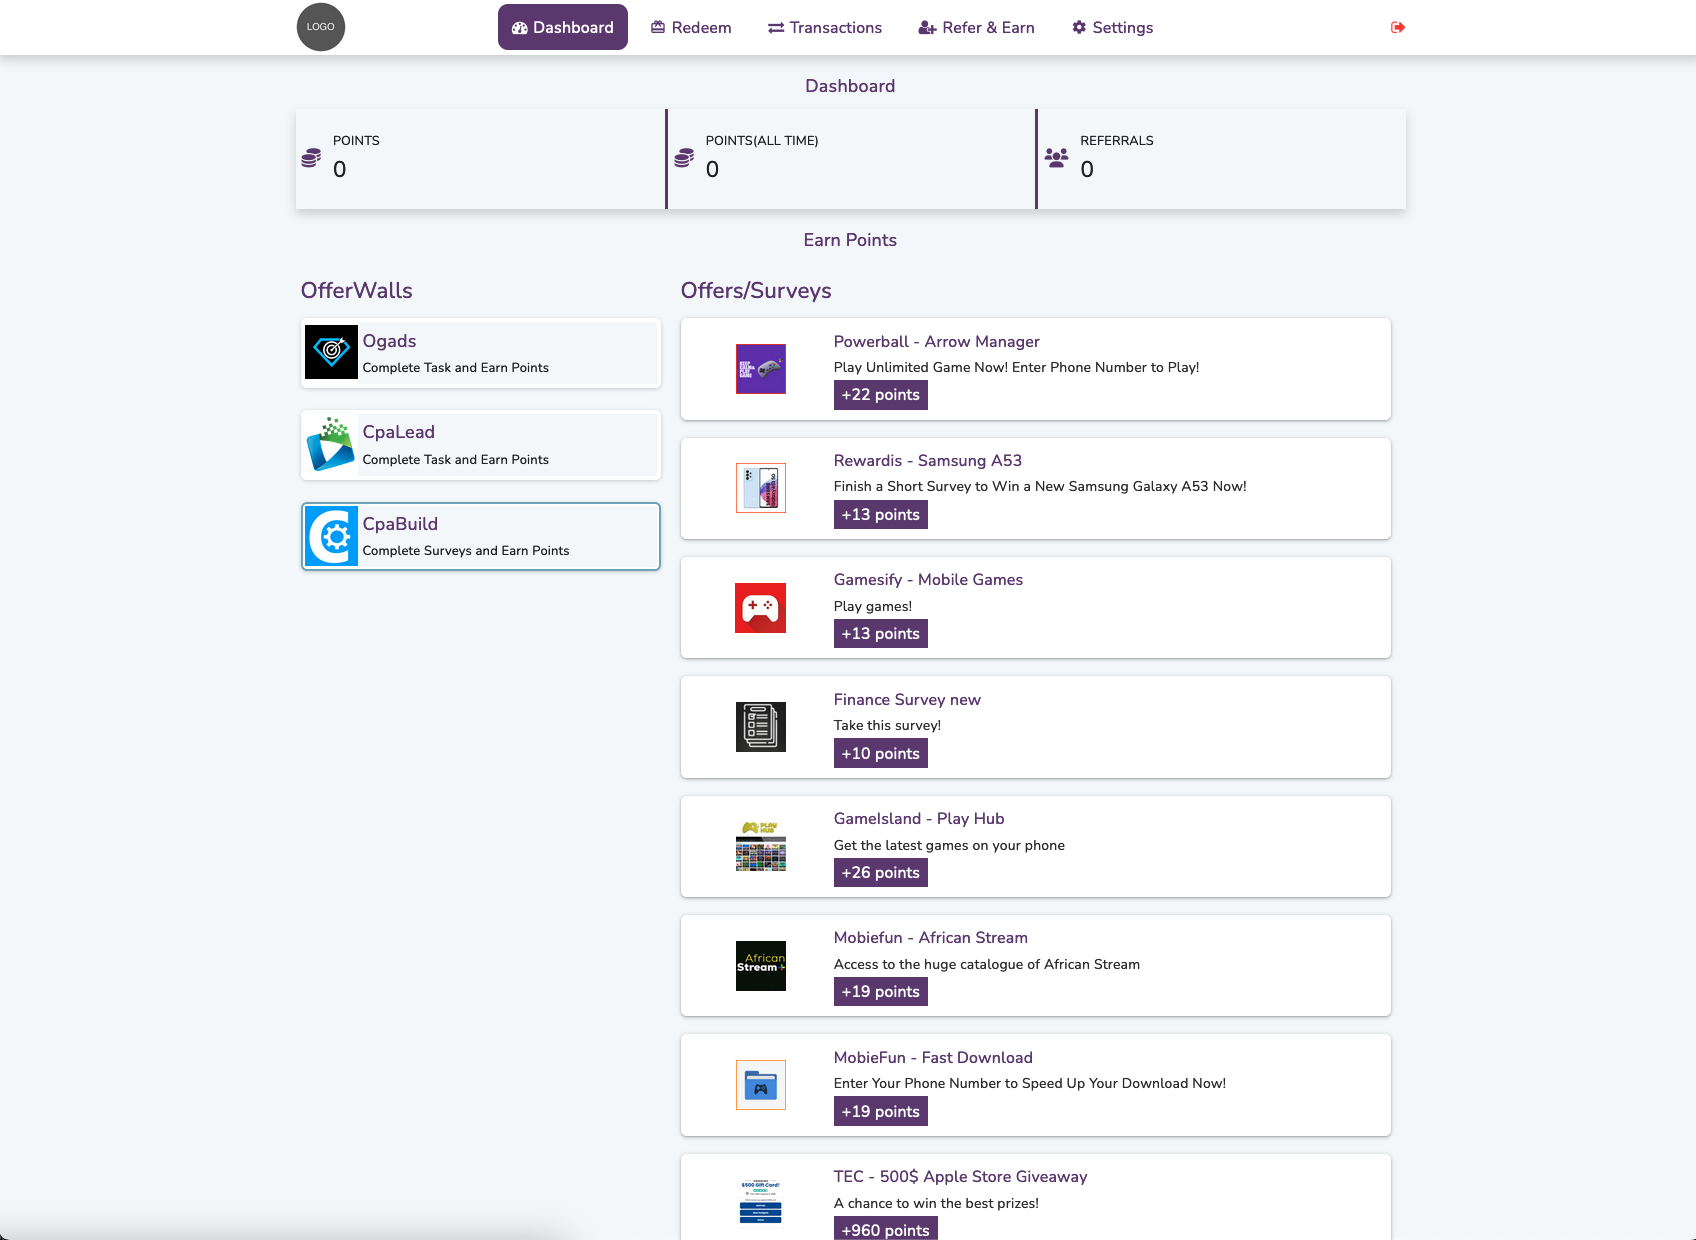 LOGO
Dashboard
Redeem
Transactions
Refer & Earn
Settings
Dashboard
POINTS
0
POINTS(ALL TIME)
0
REFERRALS
0
Earn Points
OfferWalls
Ogads
Complete Task and Earn Points
CpaLead
Complete Task and Earn Points
CpaBuild
Complete Surveys and Earn Points
Offers/Surveys
Powerball - Arrow Manager
Play Unlimited Game Now! Enter Phone Number to Play!
+22 points
Rewardis - Samsung A53
Finish a Short Survey to Win a New Samsung Galaxy A53 Now!
+13 points
Gamesify - Mobile Games
Play games!
+13 points
Finance Survey new
Take this survey!
+10 points
PLAY
HUB
GameIsland - Play Hub
Get the latest games on your phone
+26 points
African
Stream+
Mobiefun - African Stream
Access to the huge catalogue of African Stream
+19 points
MobieFun - Fast Download
Enter Your Phone Number to Speed Up Your Download Now!
+19 points
$500 Gift Card!
TEC - 500$ Apple Store Giveaway
A chance to win the best prizes!
+960 points